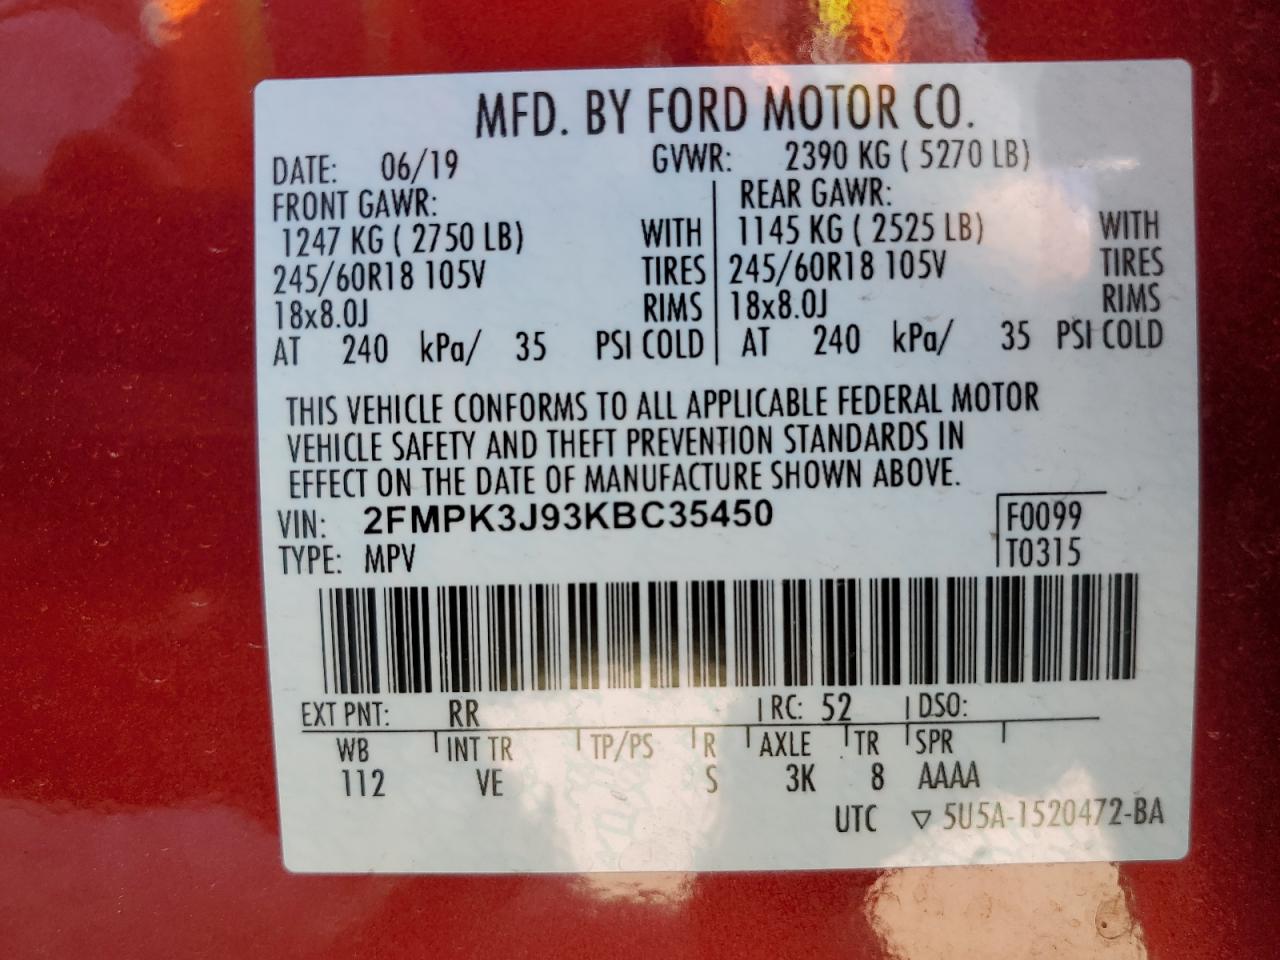 MFD. BY FORD MOTOR CO.
DATE: 06/19 GVWR: 2390 KG ( 5270 LB)
FRONT GAWR: REAR GAWR:
1247 KG ( 2750 LB) WITH 1145 KG ( 2525 LB) WITH
245/60R18 105V TIRES 245/60R18 105V TIRES
18x8.0J RIMS 18x8.0J RIMS
AT 240 kPa/ 35 PSI COLD AT 240 kPa/ 35 PSI COLD
THIS VEHICLE CONFORMS TO ALL APPLICABLE FEDERAL MOTOR
VEHICLE SAFETY AND THEFT PREVENTION STANDARDS IN
EFFECT ON THE DATE OF MANUFACTURE SHOWN ABOVE.
VIN: 2FMPK3J93KBC35450 F0099
TYPE: MPV T0315
EXT PNT: RR RC: 52 DSO:
WB INT TR TP/PS R AXLE TR SPR
112 VE S 3K 8 AAAA
UTC ▽ 5U5A-1520472-BA